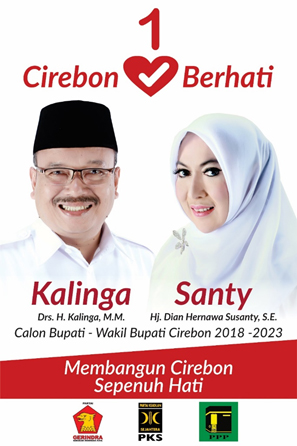 1
Cirebon Berhati
Kalinga Santy
Drs. H. Kalinga, M.M. Hj. Dian Hernawa Susanty, S.E.
Calon Bupati - Wakil Bupati Cirebon 2018 -2023
Membangun Cirebon
Sepenuh Hati
PARTAI
GERINDRA
PKS
PPP